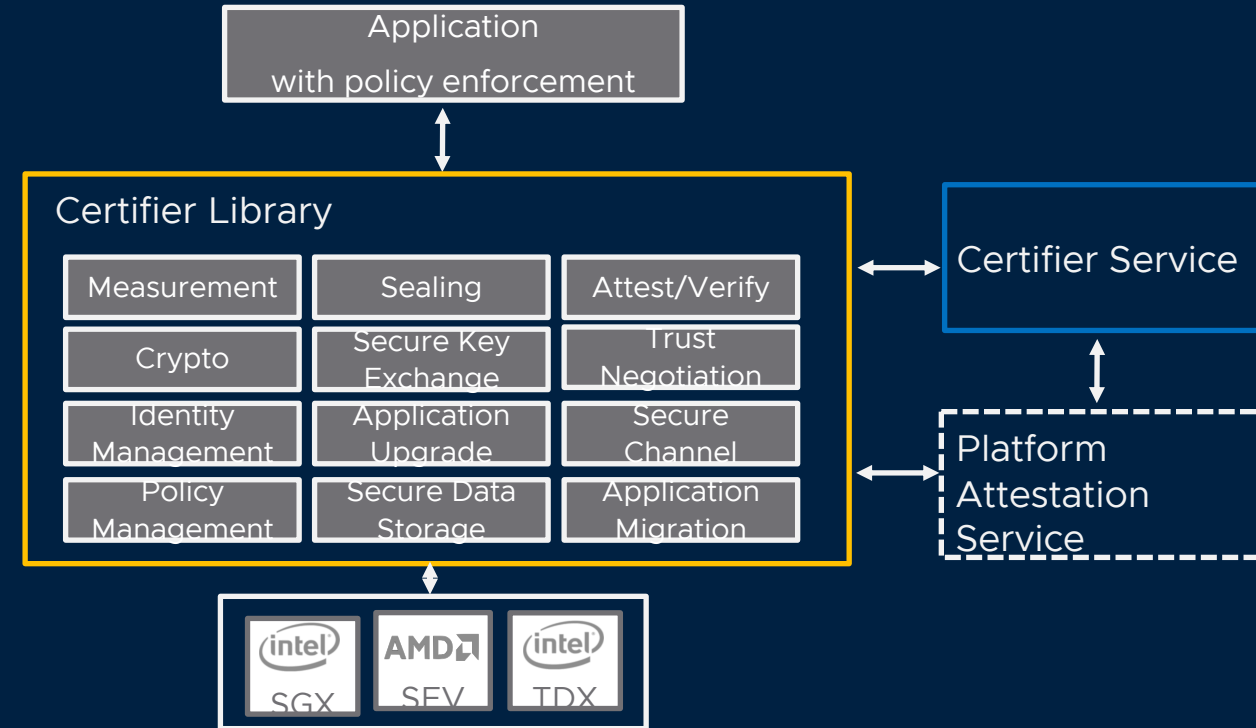 Application
with policy enforcement
Certifier Library
Measurement
Sealing
Attest/Verify
Crypto
Secure Key
Exchange
Trust
Negotiation
Identity
Management
Application
Upgrade
Secure
Channel
Policy
Management
Secure Data
Storage
Application
Migration
Certifier Service
Platform
Attestation
Service
intel
SGX
AMD
SEV
intel
TDX